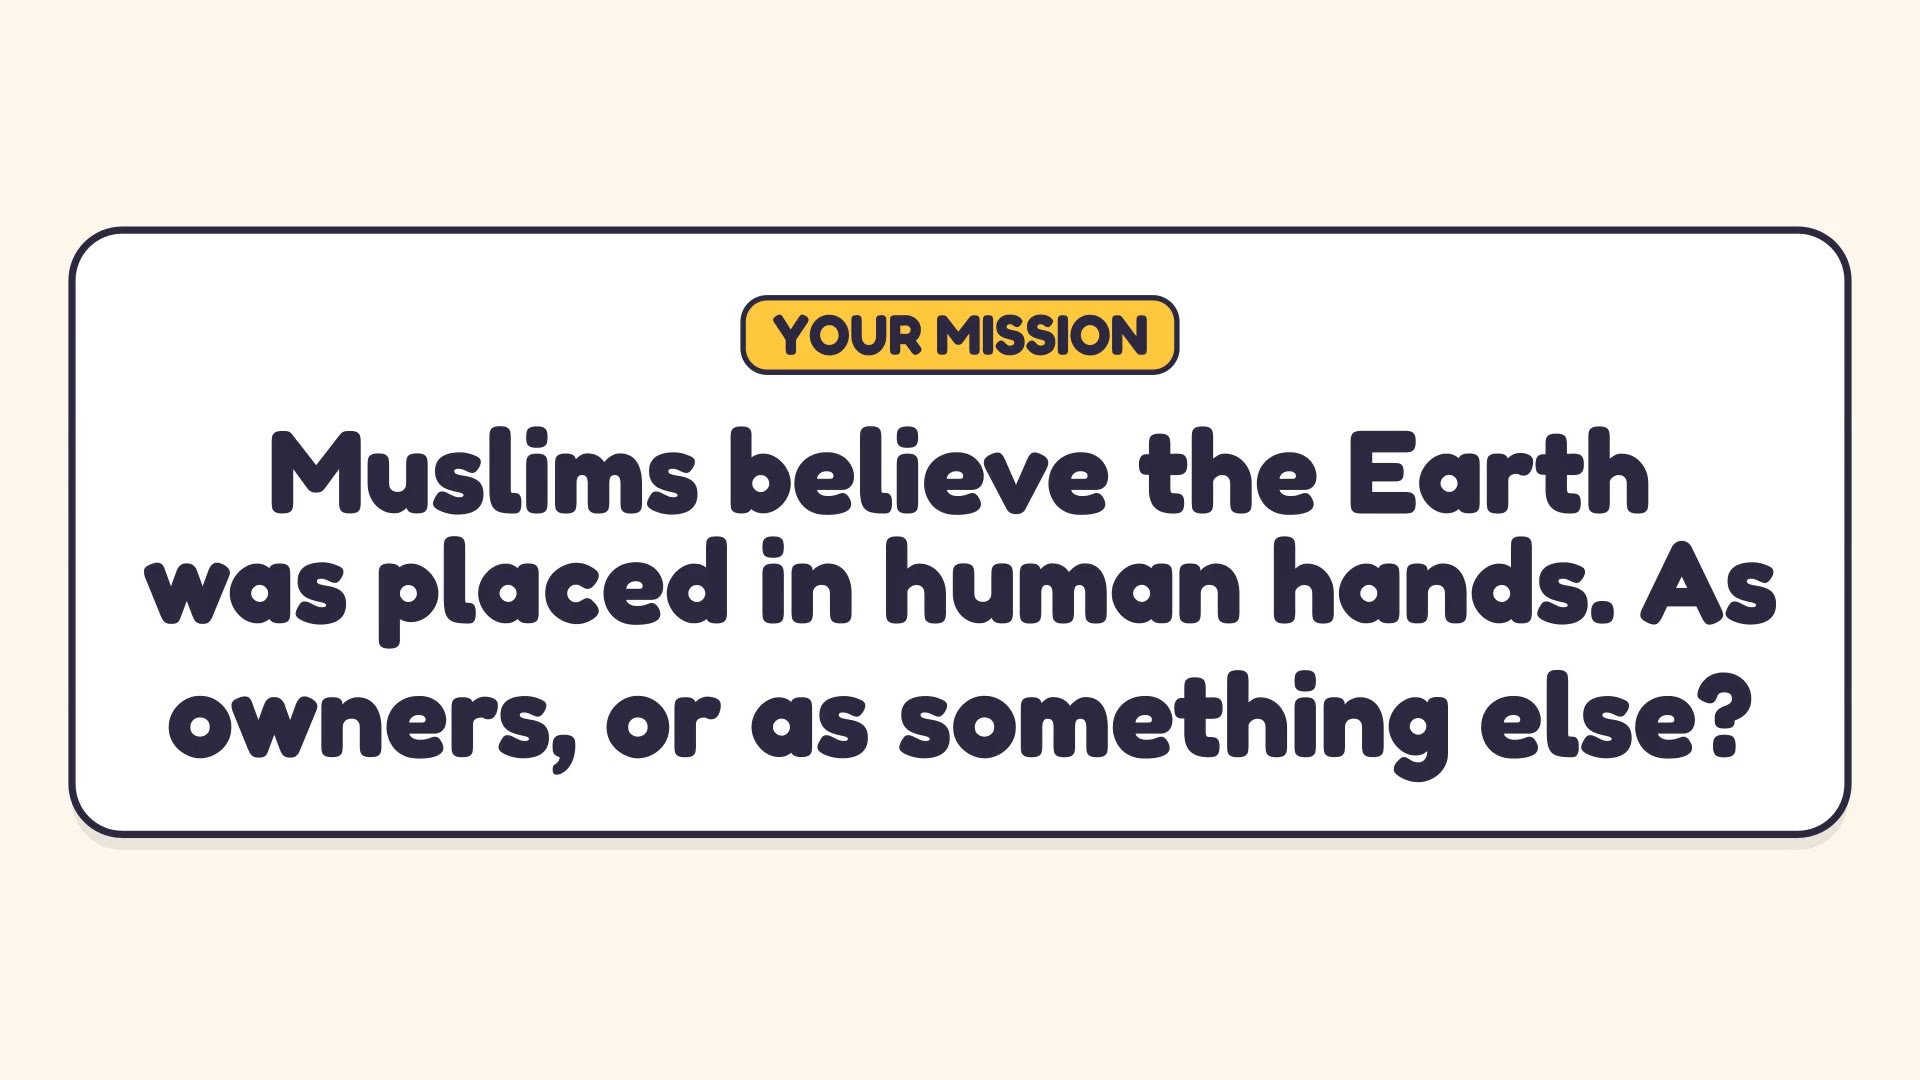 YOUR MISSION
Muslims believe the Earth
was placed in human hands. As
owners, or as something else?